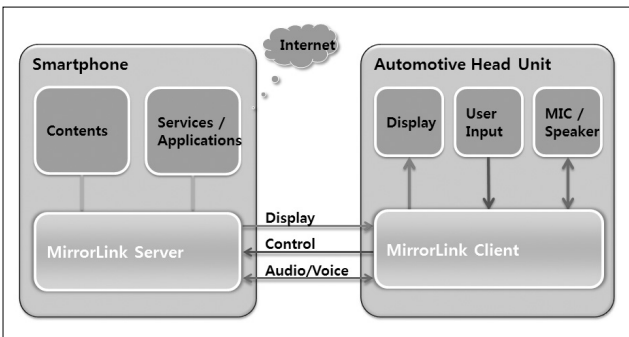 Internet
Smartphone
Contents
Services /
Applications
MirrorLink Server
Display
Control
Audio/Voice
Automotive Head Unit
Display
User
Input
MIC /
Speaker
MirrorLink Client